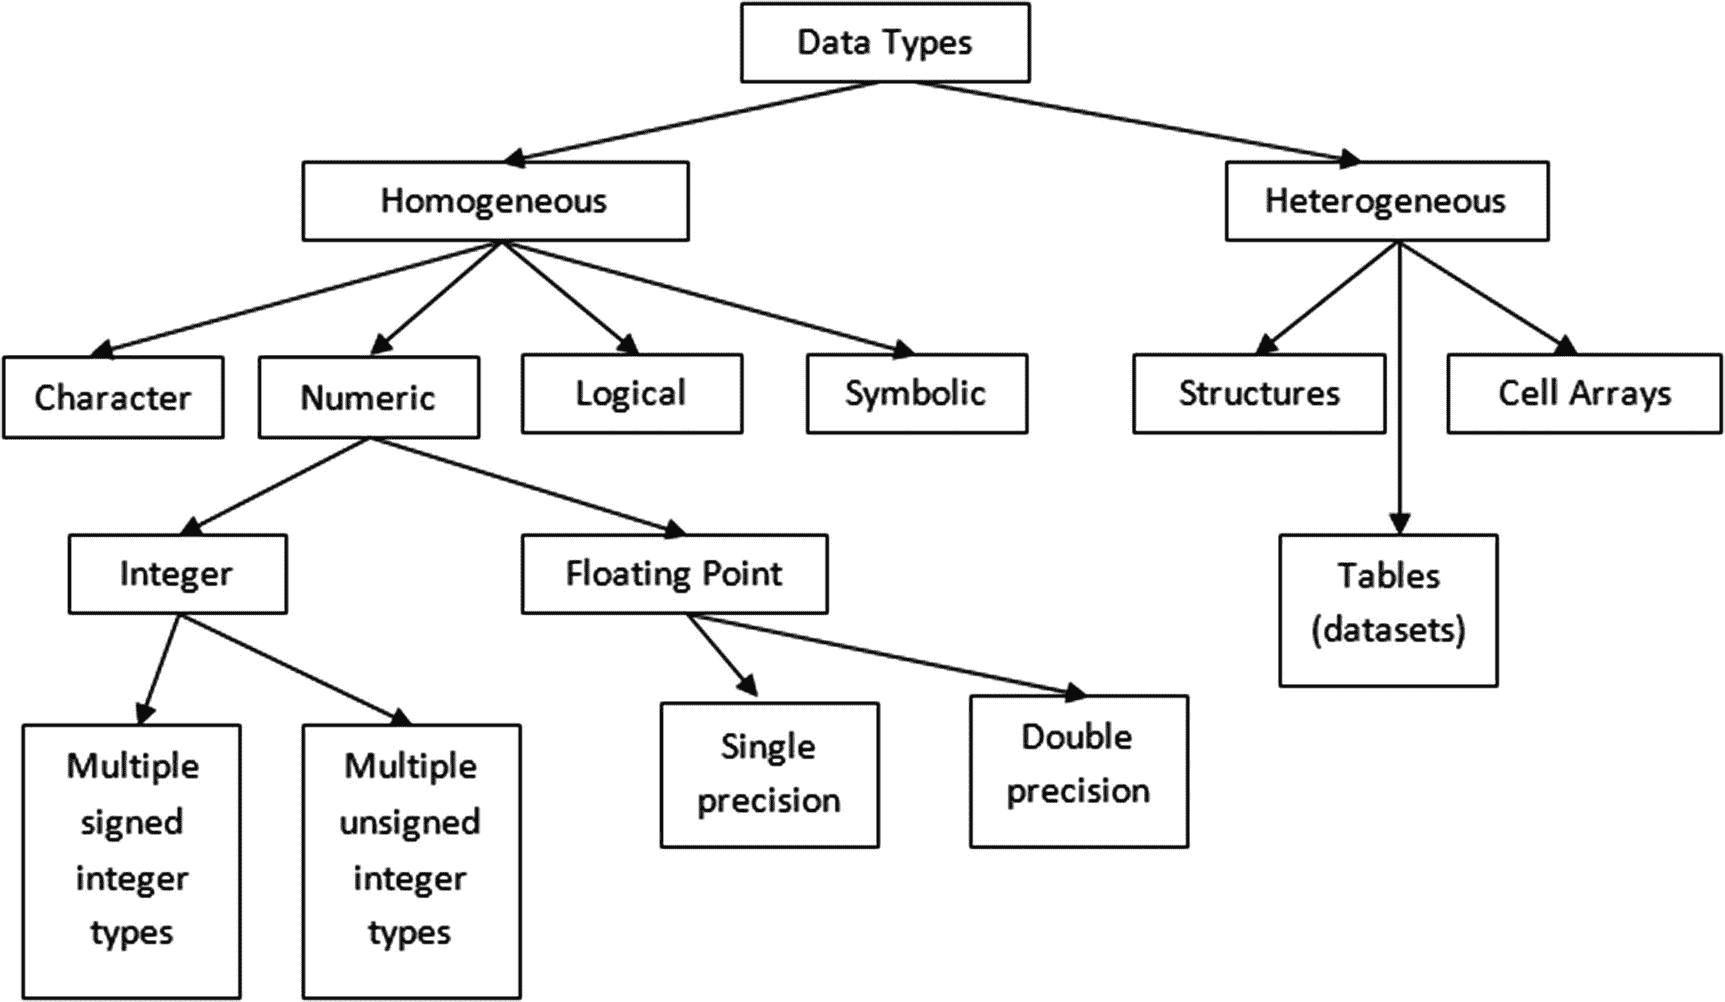 Data Types
Homogeneous
Heterogeneous
Character
Numeric
Logical
Symbolic
Structures
Cell Arrays
Integer
Floating Point
Tables
(datasets)
Multiple
signed
integer
types
Multiple
unsigned
integer
types
Single
precision
Double
precision